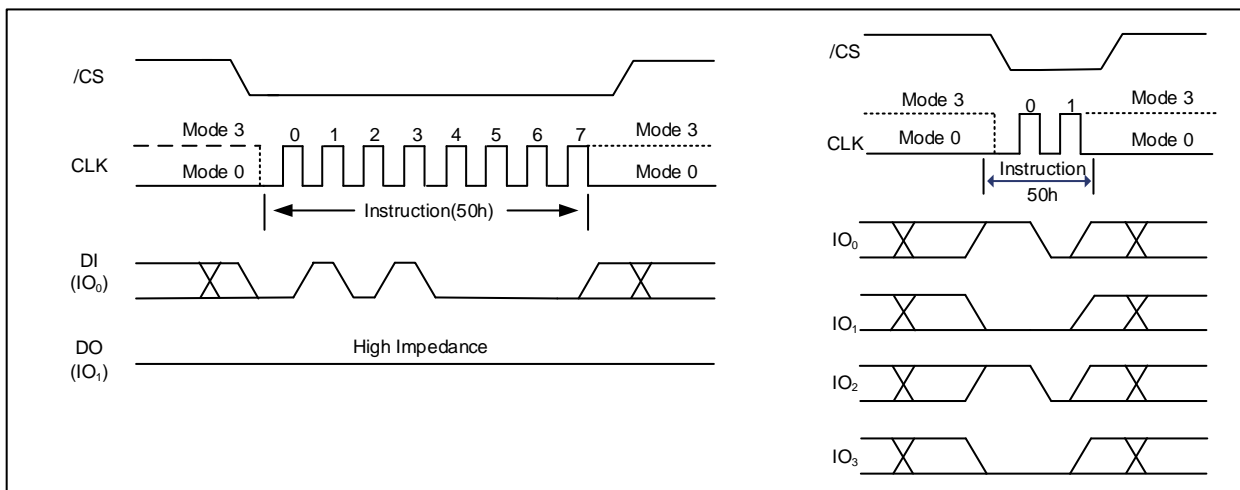 /CS
Mode 3
0 1 2 3 4 5 6 7
Mode 3
CLK
Mode 0
Mode 0
Instruction(50h)
DI
(IO₀)
High Impedance
DO
(IO₁)
/CS
Mode 3
0 1
Mode 3
CLK
Mode 0
Mode 0
Instruction
50h
IO₀
IO₁
IO₂
IO₃